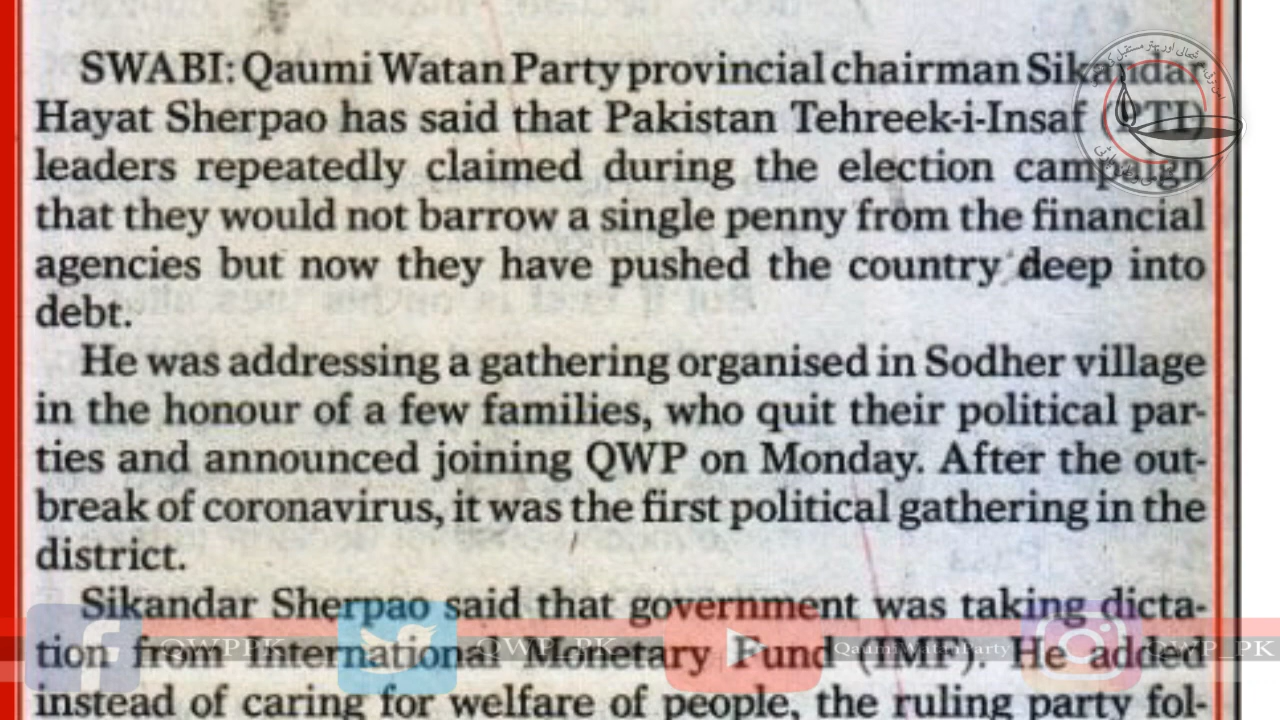 SWABI: Qaumi Watan Party provincial chairman Sikandar
Hayat Sherpao has said that Pakistan Tehreek-i-Insaf (PTI)
leaders repeatedly claimed during the election campaign
that they would not barrow a single penny from the financial
agencies but now they have pushed the country deep into
debt.
He was addressing a gathering organised in Sodher village
in the honour of a few families, who quit their political par-
ties and announced joining QWP on Monday. After the out-
break of coronavirus, it was the first political gathering in the
district.
Sikandar Sherpao said that government was taking dicta-
tion from International Monetary Fund (IMF). He added
instead of caring for welfare of people, the ruling party fol-
QWPPK
QWP_PK
QaumiWatanParty
QWP_PK